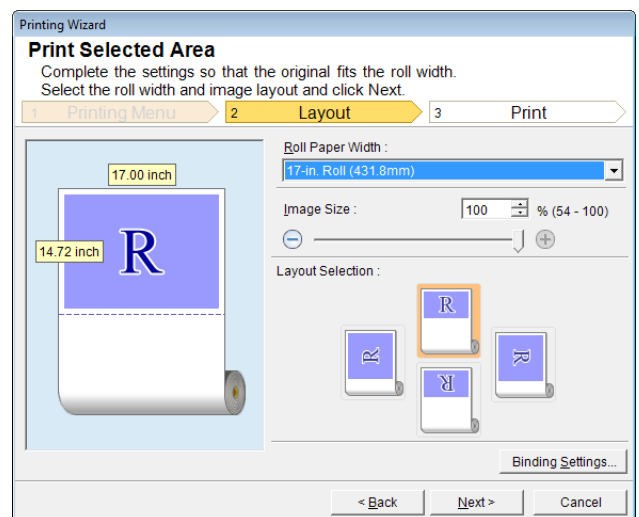 Printing Wizard
Print Selected Area
Complete the settings so that the original fits the roll width.
Select the roll width and image layout and click Next.
1 Printing Menu 2 Layout 3 Print
Roll Paper Width :
17-in. Roll (431.8mm)
17.00 inch
Image Size : 100 % (54 - 100)
R
14.72 inch
Layout Selection :
R
R R
R
Binding Settings...
< Back Next > Cancel